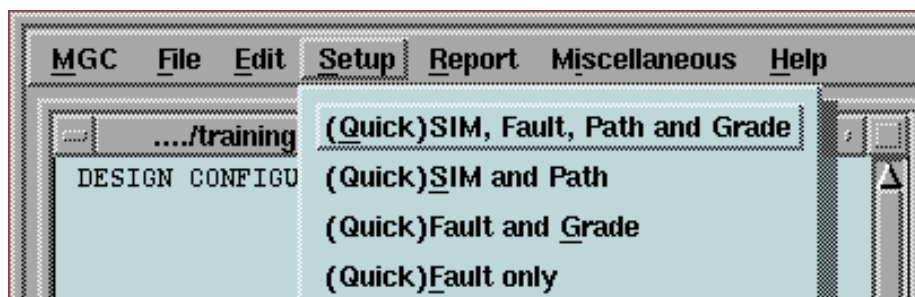 MGC File Edit Setup Report Miscellaneous Help
(Quick)SIM, Fault, Path and Grade
..../training
(Quick)SIM and Path
DESIGN CONFIGU
(Quick)Fault and Grade
(Quick)Fault only